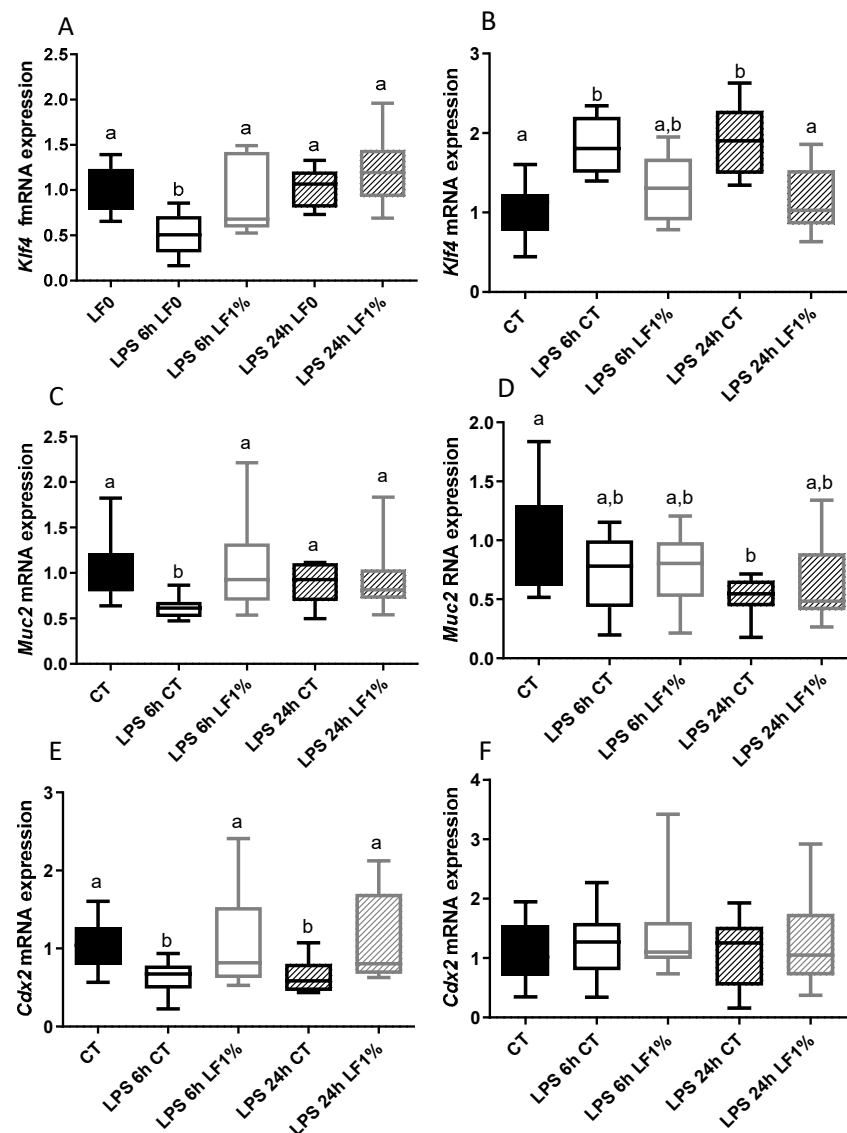 A
Klf4 fmRNA expression
2.5
2.0
1.5
1.0
0.5
0.0
a
b
a
a
a
LF0
LPS 6h LF0
LPS 6h LF1%
LPS 24h LF0
LPS 24h LF1%
B
Klf4 mRNA expression
3
2
1
0
a
b
a,b
b
a
CT
LPS 6h CT
LPS 6h LF1%
LPS 24h CT
LPS 24h LF1%
C
Muc2 mRNA expression
2.5
2.0
1.5
1.0
0.5
0.0
a
b
a
a
a
CT
LPS 6h CT
LPS 6h LF1%
LPS 24h CT
LPS 24h LF1%
D
Muc2 RNA expression
2.0
1.5
1.0
0.5
0.0
a
a,b
a,b
b
a,b
CT
LPS 6h CT
LPS 6h LF1%
LPS 24h CT
LPS 24h LF1%
E
Cdx2 mRNA expression
3
2
1
0
a
b
a
b
a
CT
LPS 6h CT
LPS 6h LF1%
LPS 24h CT
LPS 24h LF1%
F
Cdx2 mRNA expression
4
3
2
1
0
CT
LPS 6h CT
LPS 6h LF1%
LPS 24h CT
LPS 24h LF1%